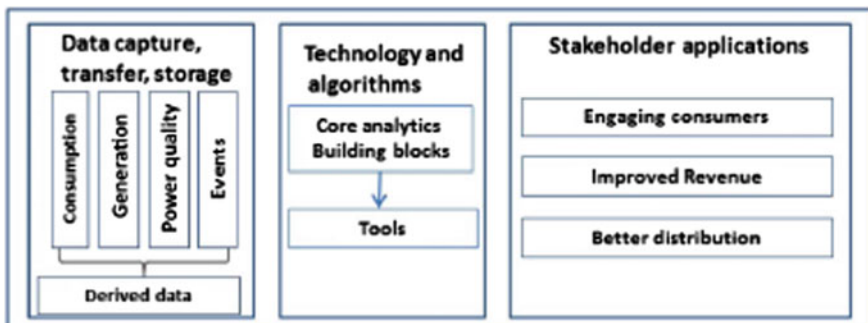 Data capture,
transfer, storage
Consumption
Generation
Power quality
Events
Derived data
Technology and
algorithms
Core analytics
Building blocks
Tools
Stakeholder applications
Engaging consumers
Improved Revenue
Better distribution